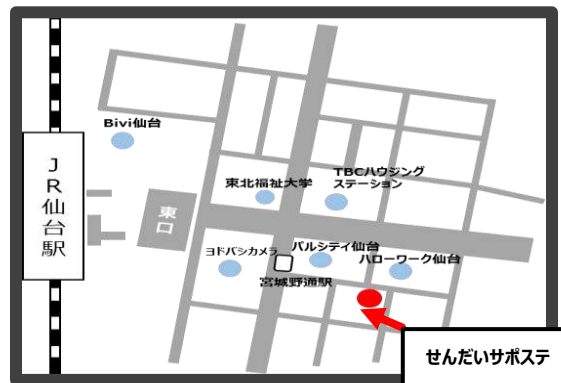 Bivi仙台
JR仙台駅
東口
東北福祉大学
TBCハウジング
ステーション
ヨドバシカメラ
パルシティ仙台
ハローワーク仙台
宮城野通駅
せんだいサポステ